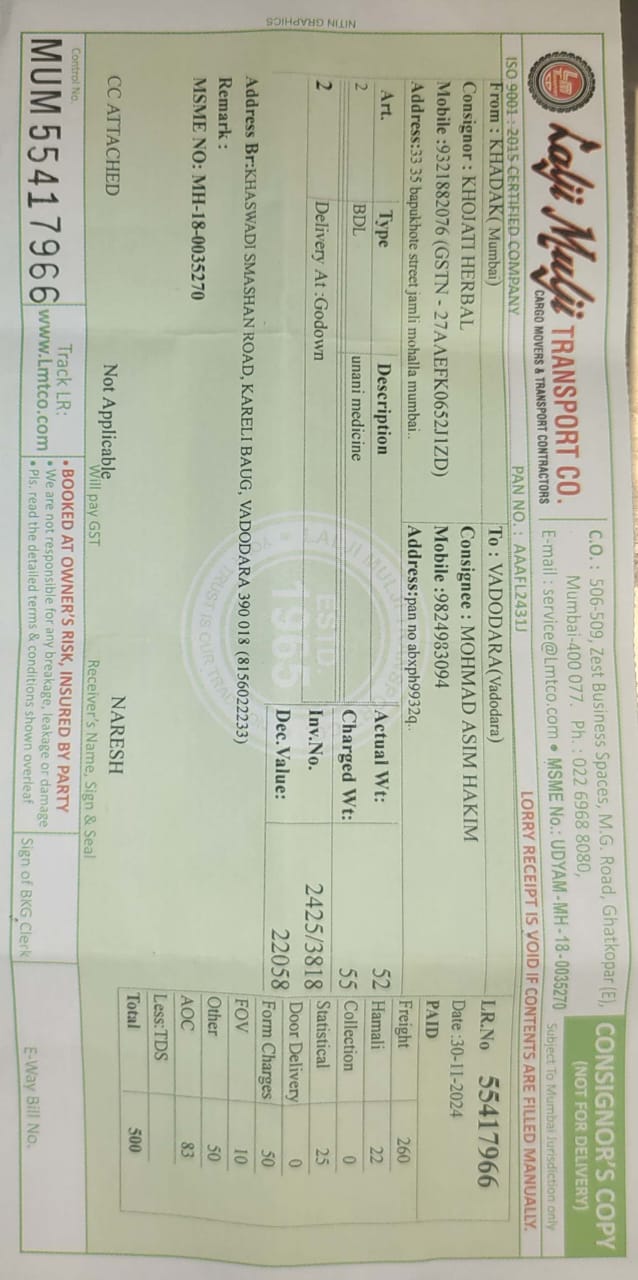 NITIN GRAPHICS
Lalji Mulji TRANSPORT CO.
CARGO MOVERS & TRANSPORT CONTRACTORS
ISO 9001 : 2015 CERTIFIED COMPANY
PAN NO. : AAAFL2431J
C.O. : 506-509, Zest Business Spaces, M.G. Road, Ghatkopar (E),
Mumbai-400 077. Ph. : 022 6968 8080,
E-mail : service@Lmtco.com • MSME No.: UDYAM-MH-18-0035270
LORRY RECEIPT IS VOID IF CONTENTS ARE FILLED MANUALLY.
CONSIGNOR'S COPY
(NOT FOR DELIVERY)
Subject To Mumbai Jurisdiction only
From : KHADAK( Mumbai)
To : VADODARA(Vadodara)
L.R.No 55417966
Consignor : KHOJATI HERBAL
Consignee : MOHMAD ASIM HAKIM
Date :30-11-2024
Mobile :9321882076 (GSTN - 27AAEFK0652J1ZD)
Mobile :9824983094
PAID
Address:33 35 bapukhote street jamli mohalla mumbai..
Address:pan no abxph9932q.
Art. Type Description
Actual Wt: 52
2 BDL unani medicine
Charged Wt: 55
2 Delivery At :Godown
Inv.No. 2425/3818
Dec.Value: 22058
Freight 260
Hamali 22
Collection 0
Statistical 25
Door Delivery 0
Form Charges 50
FOV 10
Other 50
AOC 83
Less:TDS
Total 500
LALJI MULJI
ESTD
1965
TRUST IS OUR
Address Br:KHASWADI SMASHAN ROAD, KARELI BAUG, VADODARA 390 018 (8156022233)
Remark :
MSME NO: MH-18-0035270
CC ATTACHED
Not Applicable
Will pay GST
NARESH
Receiver's Name, Sign & Seal
Control No.
MUM 55417966
Track LR:
www.Lmtco.com
• BOOKED AT OWNER'S RISK, INSURED BY PARTY
• We are not responsible for any breakage, leakage or damage
• Pls. read the detailed terms & conditions shown overleaf
Sign of BKG Clerk
E-Way Bill No.